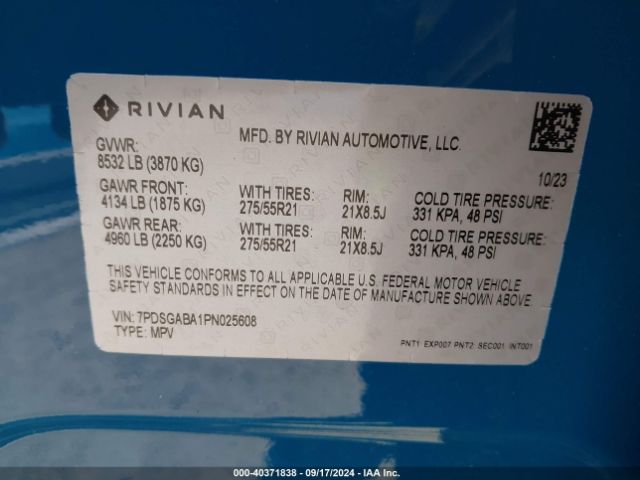 RIVIAN
MFD. BY RIVIAN AUTOMOTIVE, LLC.
GVWR:
8532 LB (3870 KG)
10/23
GAWR FRONT: WITH TIRES: RIM: COLD TIRE PRESSURE:
4134 LB (1875 KG) 275/55R21 21X8.5J 331 KPA, 48 PSI
GAWR REAR: WITH TIRES: RIM: COLD TIRE PRESSURE:
4960 LB (2250 KG) 275/55R21 21X8.5J 331 KPA, 48 PSI
THIS VEHICLE CONFORMS TO ALL APPLICABLE U.S. FEDERAL MOTOR VEHICLE
SAFETY STANDARDS IN EFFECT ON THE DATE OF MANUFACTURE SHOWN ABOVE.
VIN: 7PDSGABA1PN025608
TYPE: MPV
PNT1 EXP007 PNT2 SEC001 INT001
000-40371838 - 09/17/2024 - IAA Inc.